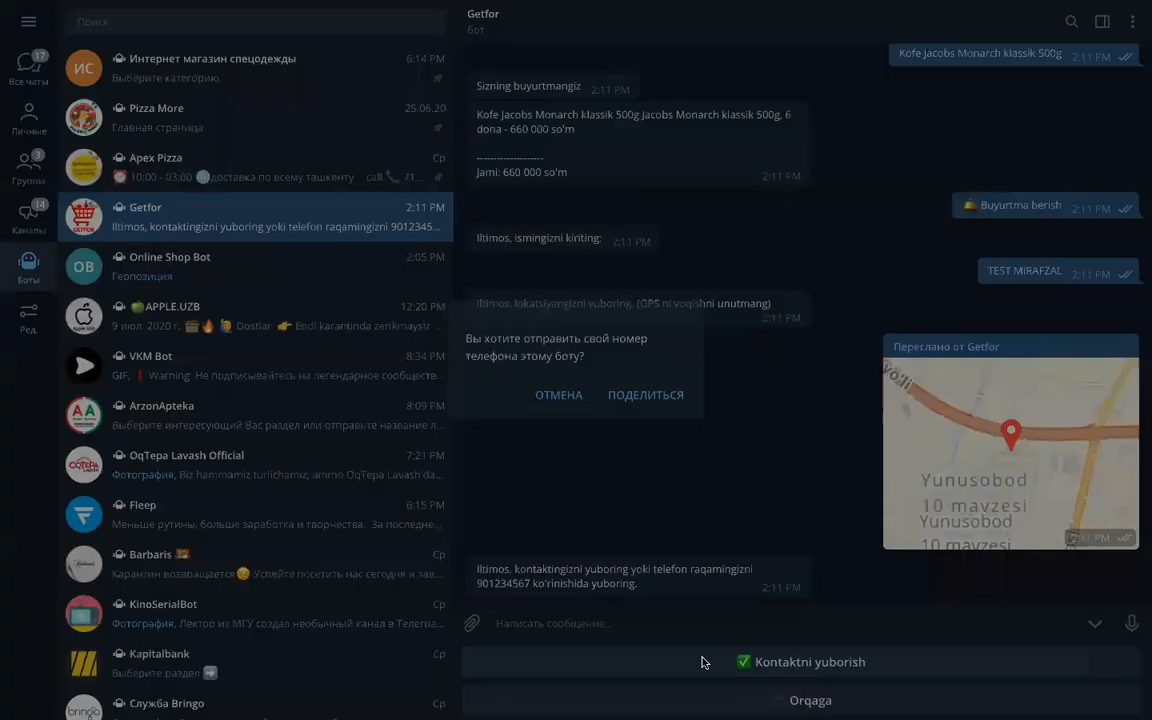 Поиск
17
Все чаты
Личные
3
Группы
14
Каналы
Боты
Ред.
ИС
Интернет магазин спецодежды
6:14 PM
Выберите категорию.
Pizza More
25.06.20
Главная страница
Apex Pizza
Ср
10:00 - 03:00 доставка по всему ташкенту call 71...
Getfor
2:11 PM
Iltimos, kontaktingizni yuboring yoki telefon raqamingizni 9012345...
OB
Online Shop Bot
2:05 PM
Геопозиция
APPLE.UZB
12:20 PM
9 июл. 2020 г. Dostlar Endi karantinda zerikmaysiz ...
VKM Bot
8:34 PM
GIF, Warning: Не подписывайтесь на легендарное сообществ...
ArzonApteka
8:09 PM
Выберите интересующий Вас раздел или отправьте название л...
OqTepa Lavash Official
7:21 PM
Фотография, Biz hammamiz turlichamiz, ammo OqTepa Lavash'da...
Fleep
6:15 PM
Меньше рутины, больше заработка и творчества. За последне...
Barbaris
Ср
Карамзин возвращается Успейте посетить нас сегодня и зав...
KinoSerialBot
Ср
Фотография, Лектор из МГУ создал необычный канал в Телегра...
Kapitalbank
Ср
Выберите раздел
bringo
Служба Bringo
Ср
Getfor
бот
Kofe Jacobs Monarch klassik 500g
2:11 PM
Sizning buyurtmangiz
2:11 PM
Kofe Jacobs Monarch klassik 500g Jacobs Monarch klassik 500g, 6
dona - 660 000 so'm
--------------------
Jami: 660 000 so'm
2:11 PM
Buyurtma berish
2:11 PM
Iltimos, ismingizni kiriting:
2:11 PM
TEST MIRAFZAL
2:11 PM
Iltimos, lokatsiyangizni yuboring. (GPS ni yoqishni unutmang)
2:11 PM
Вы хотите отправить свой номер
телефона этому боту?
ОТМЕНА
ПОДЕЛИТЬСЯ
Переслано от Getfor
yo'li
Yunusobod
10 mavzesi
Yunusobod
10 mavzesi
2:11 PM
Iltimos, kontaktingizni yuboring yoki telefon raqamingizni
901234567 ko'rinishida yuboring.
2:11 PM
Написать сообщение...
Kontaktni yuborish
Orqaga